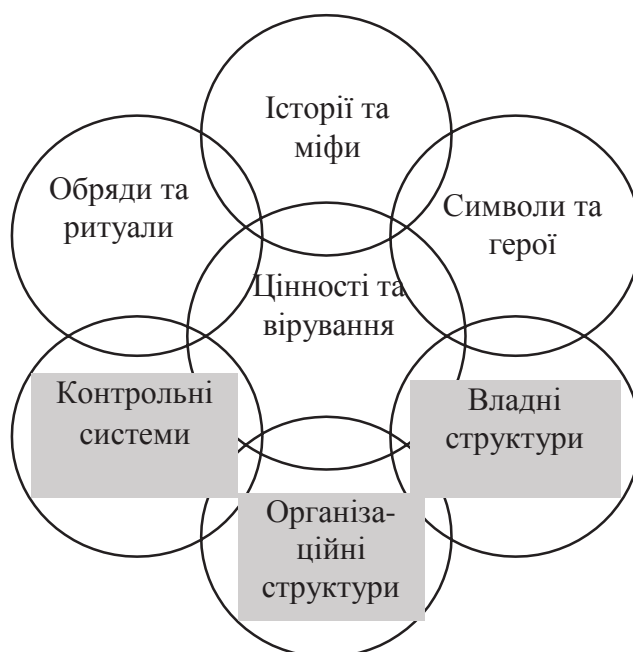 Історії та
міфи
Обряди та
ритуали
Символи та
герої
Цінності та
вірування
Контрольні
системи
Владні
структури
Організа-
ційні
структури